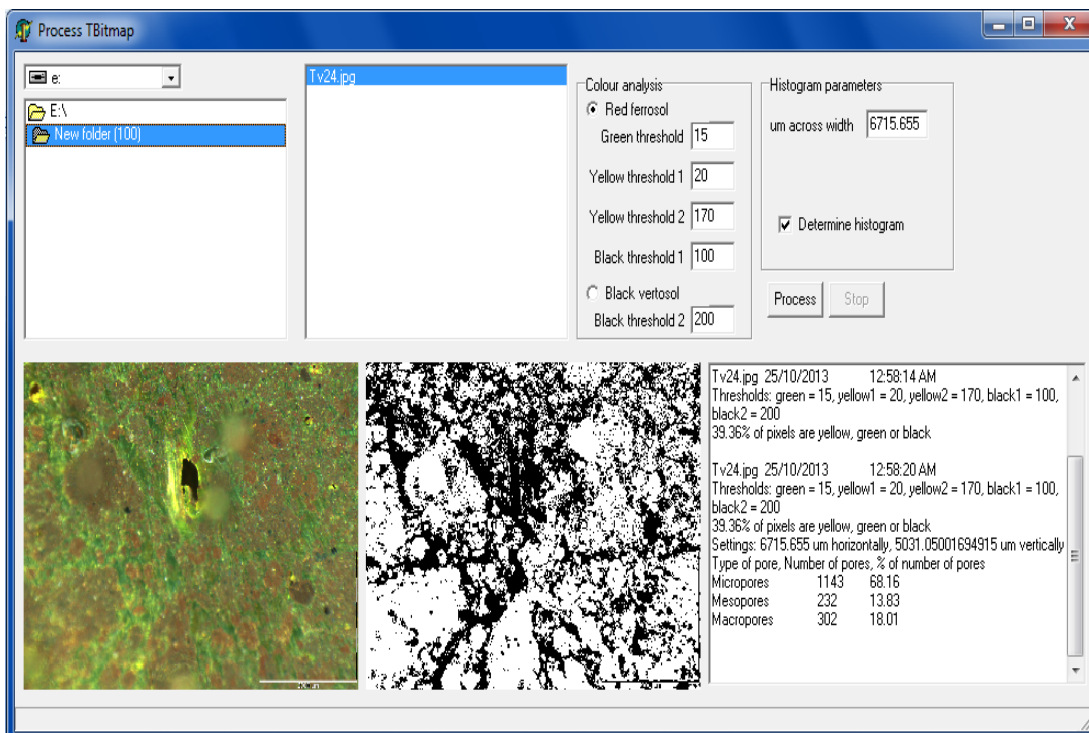 Process TBitmap
e:
E:\
New folder (100)
Tv24.jpg
Colour analysis
Red ferrosol
Green threshold 15
Yellow threshold 1 20
Yellow threshold 2 170
Black threshold 1 100
Black vertosol
Black threshold 2 200
Histogram parameters
um across width 6715.655
Determine histogram
Process Stop
Tv24.jpg 25/10/2013 12:58:14 AM
Thresholds: green = 15, yellow1 = 20, yellow2 = 170, black1 = 100,
black2 = 200
39.36% of pixels are yellow, green or black
Tv24.jpg 25/10/2013 12:58:20 AM
Thresholds: green = 15, yellow1 = 20, yellow2 = 170, black1 = 100,
black2 = 200
39.36% of pixels are yellow, green or black
Settings: 6715.655 um horizontally, 5031.05001694915 um vertically
Type of pore, Number of pores, % of number of pores
Micropores 1143 68.16
Mesopores 232 13.83
Macropores 302 18.01